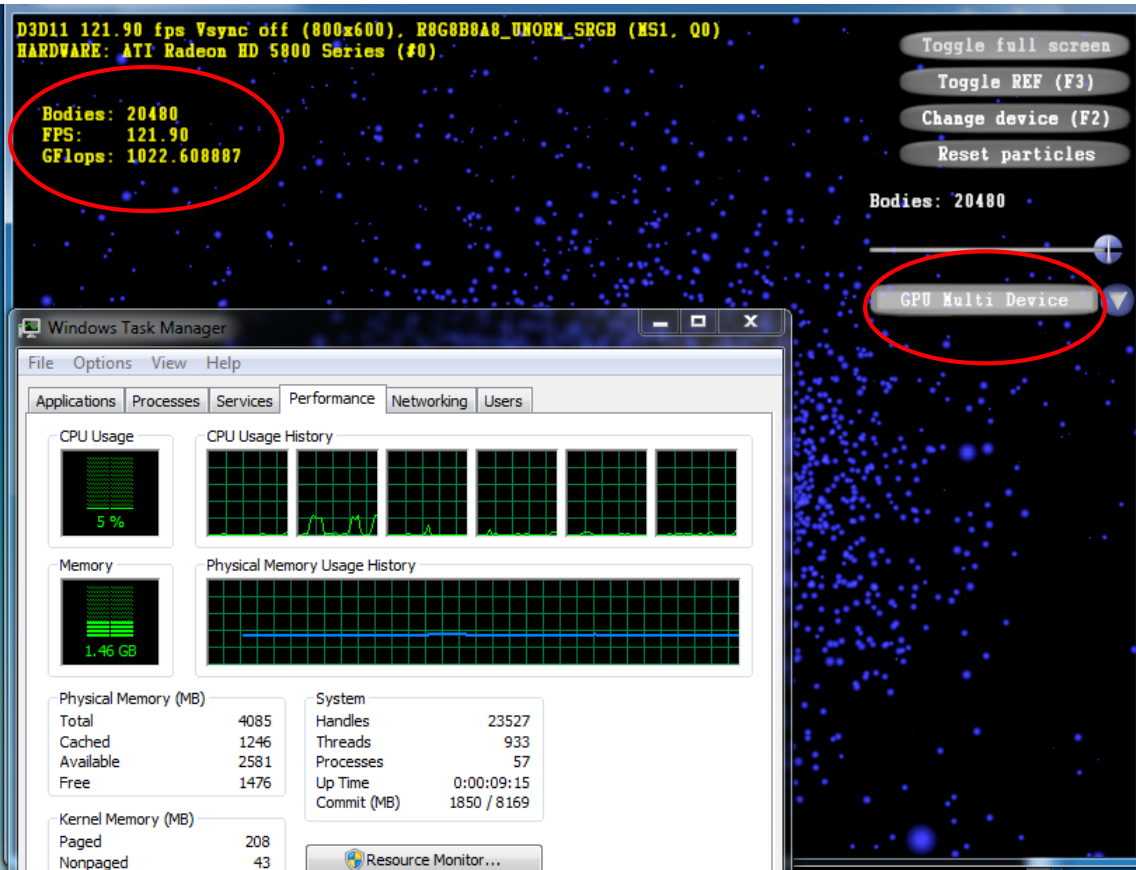 D3D11 121.90 fps Vsync off (800x600), R8G8B8A8_UNORM_SRGB (MS1, Q0)
HARDWARE: ATI Radeon HD 5800 Series (#0)
Bodies: 20480
FPS: 121.90
GFlops: 1022.608887
Toggle full screen
Toggle REF (F3)
Change device (F2)
Reset particles
Bodies: 20480
GPU Multi Device
Windows Task Manager
File Options View Help
Applications Processes Services Performance Networking Users
CPU Usage CPU Usage History
5 %
Memory Physical Memory Usage History
1.46 GB
Physical Memory (MB) System
Total 4085 Handles 23527
Cached 1246 Threads 933
Available 2581 Processes 57
Free 1476 Up Time 0:00:09:15
Commit (MB) 1850 / 8169
Kernel Memory (MB)
Paged 208
Nonpaged 43
Resource Monitor...